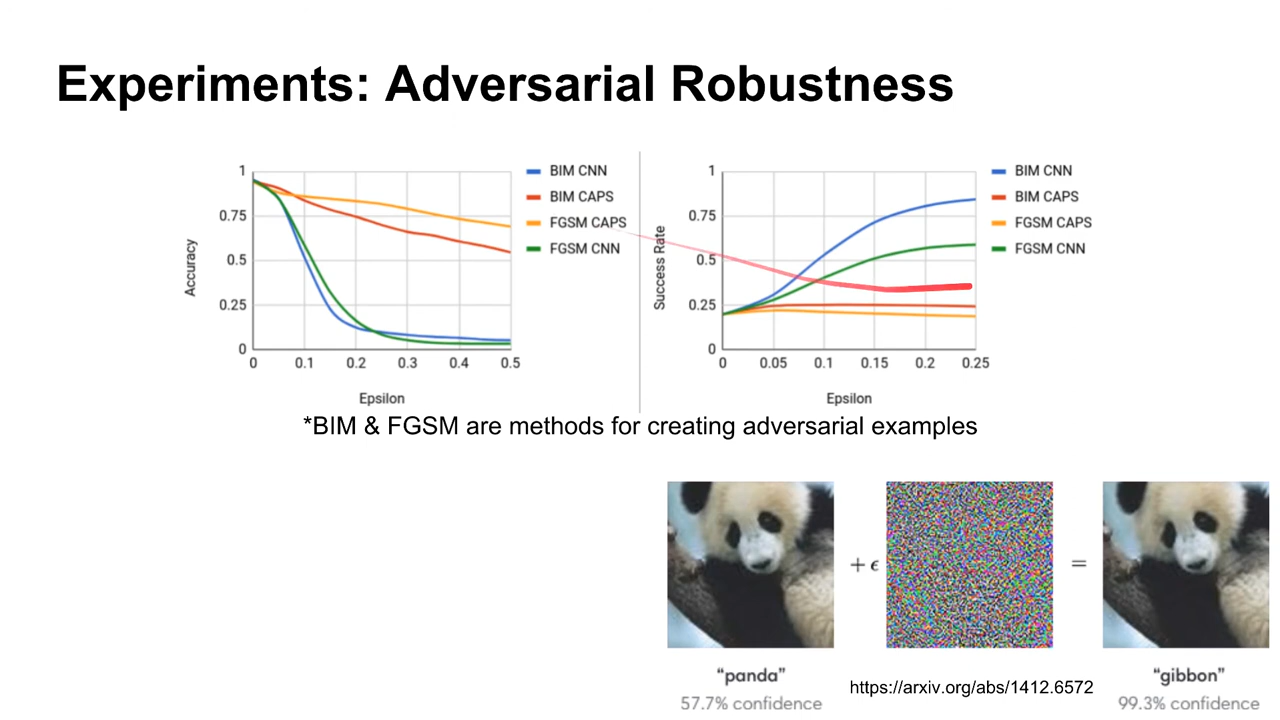 Experiments: Adversarial Robustness
1
0.75
0.5
0.25
0
Accuracy
0 0.1 0.2 0.3 0.4 0.5
Epsilon
BIM CNN
BIM CAPS
FGSM CAPS
FGSM CNN
1
0.75
0.5
0.25
0
Success Rate
0 0.05 0.1 0.15 0.2 0.25
Epsilon
BIM CNN
BIM CAPS
FGSM CAPS
FGSM CNN
*BIM & FGSM are methods for creating adversarial examples
+ ϵ
=
“panda”
57.7% confidence
https://arxiv.org/abs/1412.6572
“gibbon”
99.3% confidence